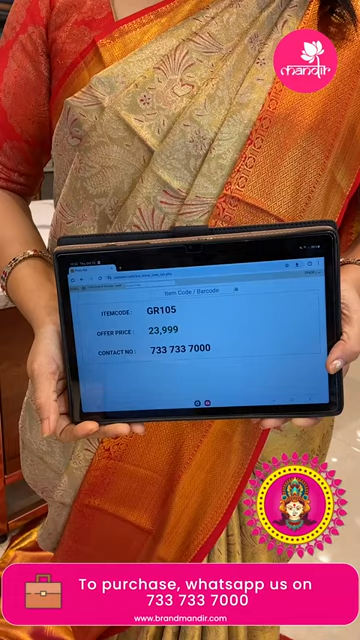 mandir
Item Code / Barcode
ITEMCODE : GR105
OFFER PRICE : 23,999
CONTACT NO : 733 733 7000
mandir
To purchase, whatsapp us on
733 733 7000
www.brandmandir.com